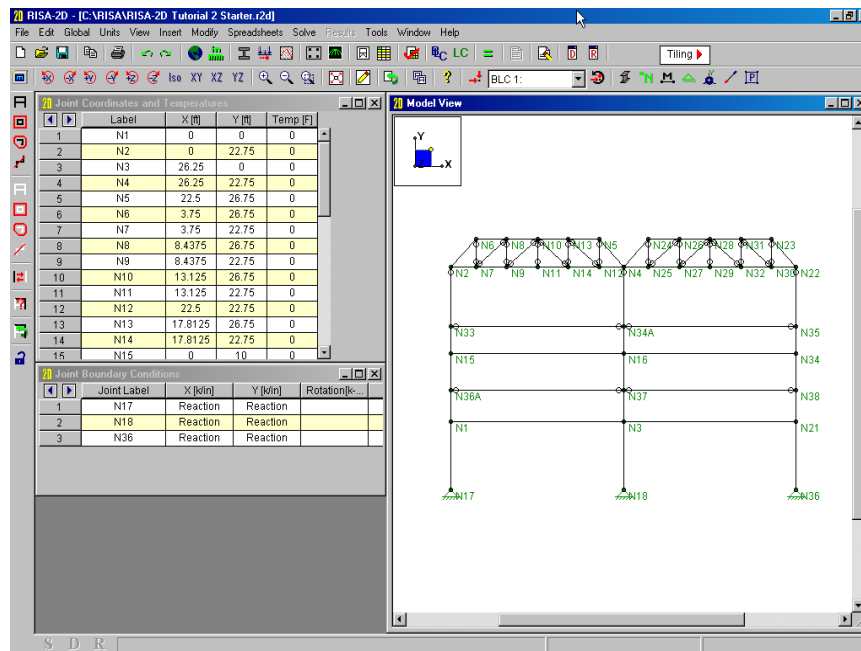 RISA-2D - [C:\RISA\RISA-2D Tutorial 2 Starter.r2d]
File Edit Global Units View Insert Modify Spreadsheets Solve Results Tools Window Help
Tiling
Iso XY XZ YZ BLC 1:
Joint Coordinates and Temperatures
Label X [ft] Y [ft] Temp [F]
1 N1 0 0 0
2 N2 0 22.75 0
3 N3 26.25 0 0
4 N4 26.25 22.75 0
5 N5 22.5 26.75 0
6 N6 3.75 26.75 0
7 N7 3.75 22.75 0
8 N8 8.4375 26.75 0
9 N9 8.4375 22.75 0
10 N10 13.125 26.75 0
11 N11 13.125 22.75 0
12 N12 22.5 22.75 0
13 N13 17.8125 26.75 0
14 N14 17.8125 22.75 0
15 N15 0 10 0
Joint Boundary Conditions
Joint Label X [k/in] Y [k/in] Rotation[k-...
1 N17 Reaction Reaction
2 N18 Reaction Reaction
3 N36 Reaction Reaction
Model View
Y
Z X
N6 N8 N10 N13 N5 N24 N26 N28 N31 N23
N2 N7 N9 N11 N14 N12 N4 N25 N27 N29 N32 N30 N22
N33 N34A N35
N15 N16 N34
N36A N37 N38
N1 N3 N21
N17 N18 N36
S D R